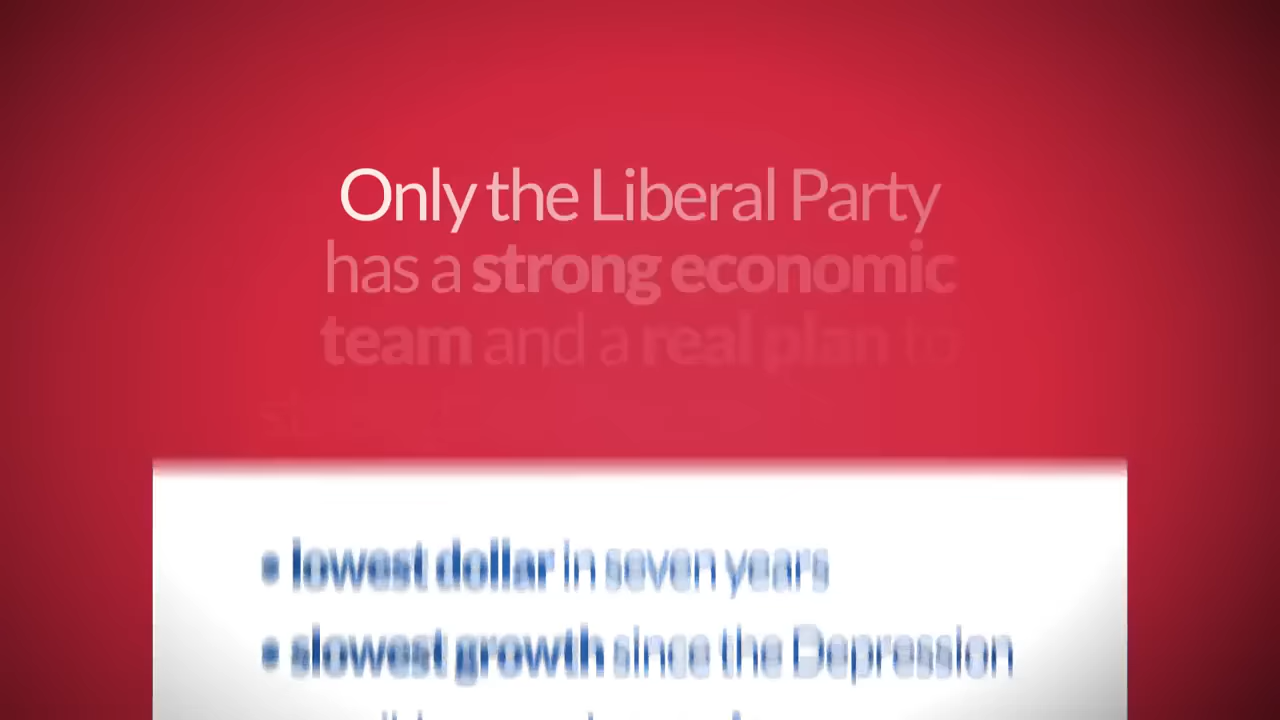 Only the Liberal Party
has a strong economic
team and a real plan to
• lowest dollar in seven years
• slowest growth since the Depression